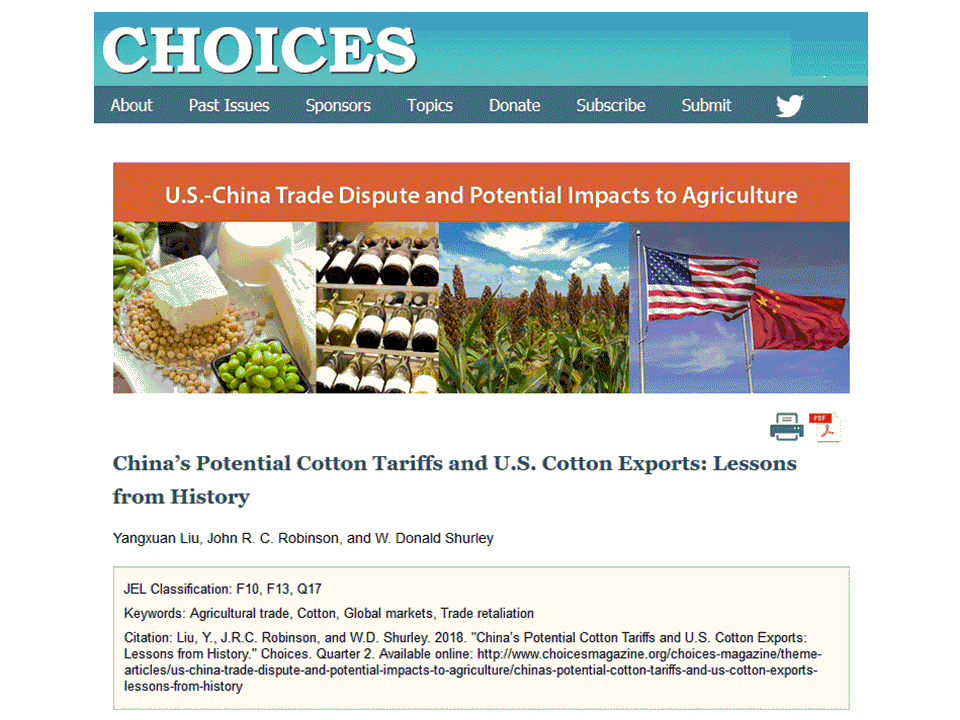 CHOICES
About Past Issues Sponsors Topics Donate Subscribe Submit
U.S.-China Trade Dispute and Potential Impacts to Agriculture
PDF
China's Potential Cotton Tariffs and U.S. Cotton Exports: Lessons
from History
Yangxuan Liu, John R. C. Robinson, and W. Donald Shurley
JEL Classification: F10, F13, Q17
Keywords: Agricultural trade, Cotton, Global markets, Trade retaliation
Citation: Liu, Y., J.R.C. Robinson, and W.D. Shurley. 2018. "China's Potential Cotton Tariffs and U.S. Cotton Exports:
Lessons from History." Choices. Quarter 2. Available online: http://www.choicesmagazine.org/choices-magazine/theme-
articles/us-china-trade-dispute-and-potential-impacts-to-agriculture/chinas-potential-cotton-tariffs-and-us-cotton-exports-
lessons-from-history